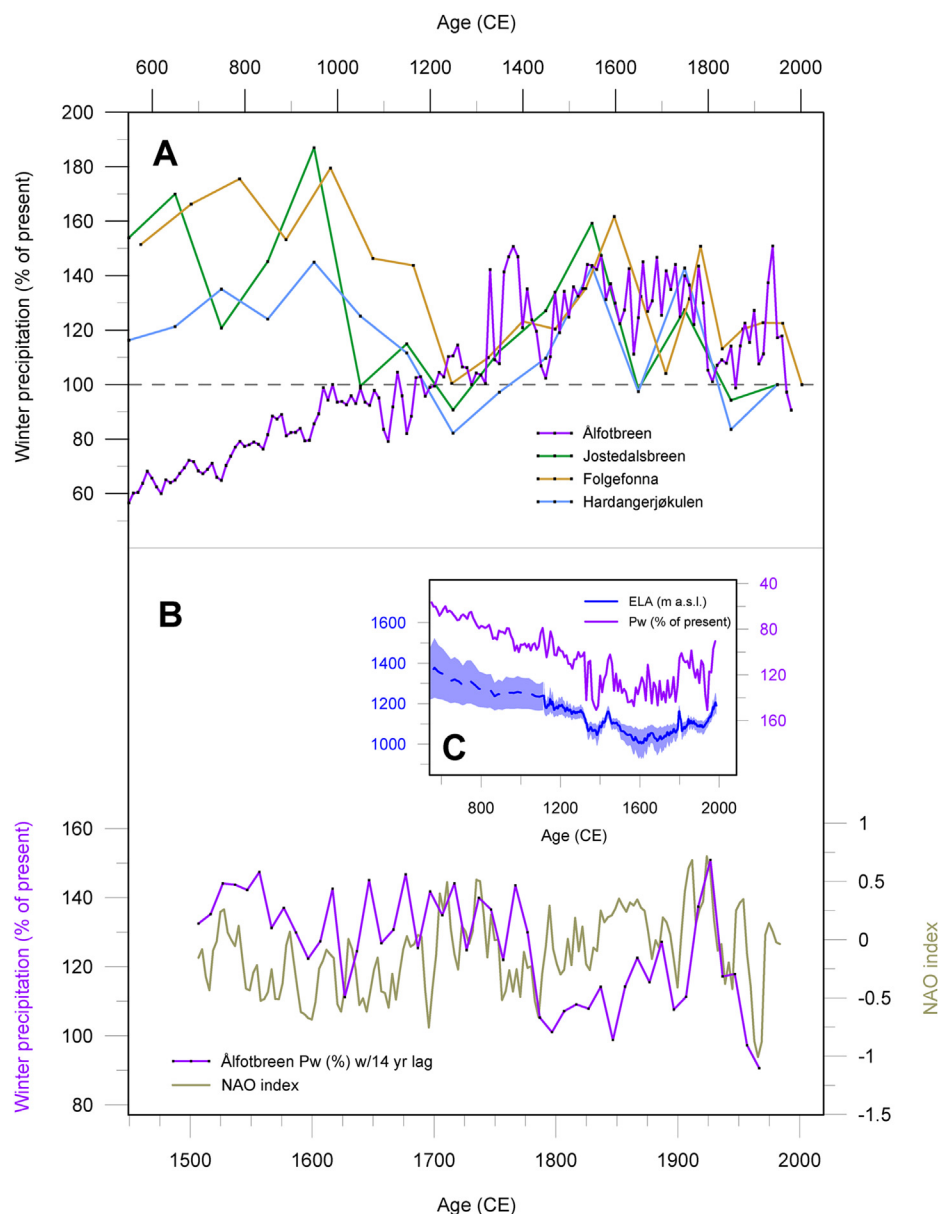 Age (CE)
600 800 1000 1200 1400 1600 1800 2000
A
Winter precipitation (% of present)
200
180
160
140
120
100
80
60
Ålfotbreen
Jostedalsbreen
Folgefonna
Hardangerjøkulen
B
C
ELA (m a.s.l.)
Pw (% of present)
1600
1400
1200
1000
40
80
120
160
800 1200 1600 2000
Age (CE)
Winter precipitation (% of present)
160
140
120
100
80
1
0.5
0
-0.5
-1
-1.5
NAO index
Ålfotbreen Pw (%) w/14 yr lag
NAO index
1500 1600 1700 1800 1900 2000
Age (CE)